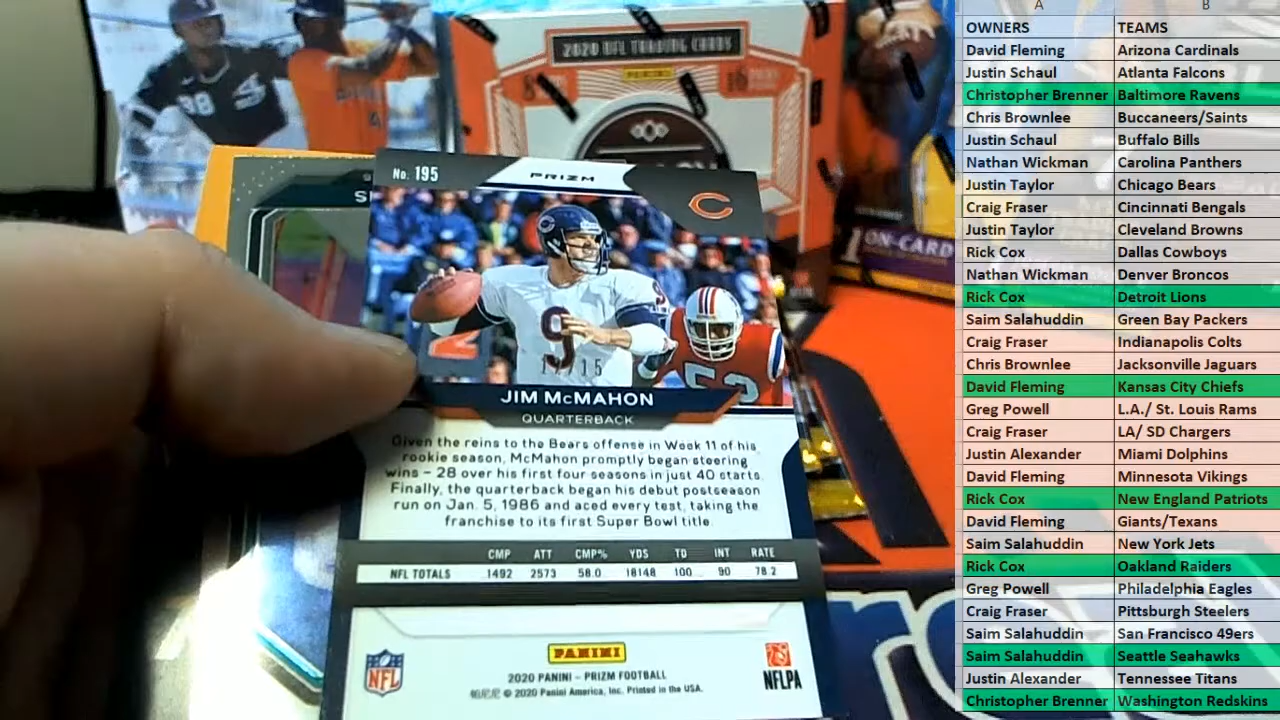 2020 NFL TRADING CARDS
PANINI
ON-CARD
No. 195
PRIZM
JIM McMAHON
QUARTERBACK
Given the reins to the Bears offense in Week 11 of his
rookie season, McMahon promptly began steering
wins – 28 over his first four seasons in just 40 starts.
Finally, the quarterback began his debut postseason
run on Jan. 5, 1986 and aced every test, taking the
franchise to its first Super Bowl title.
CMP ATT CMP% YDS TD INT RATE
NFL TOTALS 1492 2573 58.0 18148 100 90 78.2
PANINI
2020 PANINI – PRIZM FOOTBALL
© 2020 Panini America, Inc. Printed in the USA.
NFL
NFLPA
A B
OWNERS TEAMS
David Fleming Arizona Cardinals
Justin Schaul Atlanta Falcons
Christopher Brenner Baltimore Ravens
Chris Brownlee Buccaneers/Saints
Justin Schaul Buffalo Bills
Nathan Wickman Carolina Panthers
Justin Taylor Chicago Bears
Craig Fraser Cincinnati Bengals
Justin Taylor Cleveland Browns
Rick Cox Dallas Cowboys
Nathan Wickman Denver Broncos
Rick Cox Detroit Lions
Saim Salahuddin Green Bay Packers
Craig Fraser Indianapolis Colts
Chris Brownlee Jacksonville Jaguars
David Fleming Kansas City Chiefs
Greg Powell L.A./ St. Louis Rams
Craig Fraser LA/ SD Chargers
Justin Alexander Miami Dolphins
David Fleming Minnesota Vikings
Rick Cox New England Patriots
David Fleming Giants/Texans
Saim Salahuddin New York Jets
Rick Cox Oakland Raiders
Greg Powell Philadelphia Eagles
Craig Fraser Pittsburgh Steelers
Saim Salahuddin San Francisco 49ers
Saim Salahuddin Seattle Seahawks
Justin Alexander Tennessee Titans
Christopher Brenner Washington Redskins